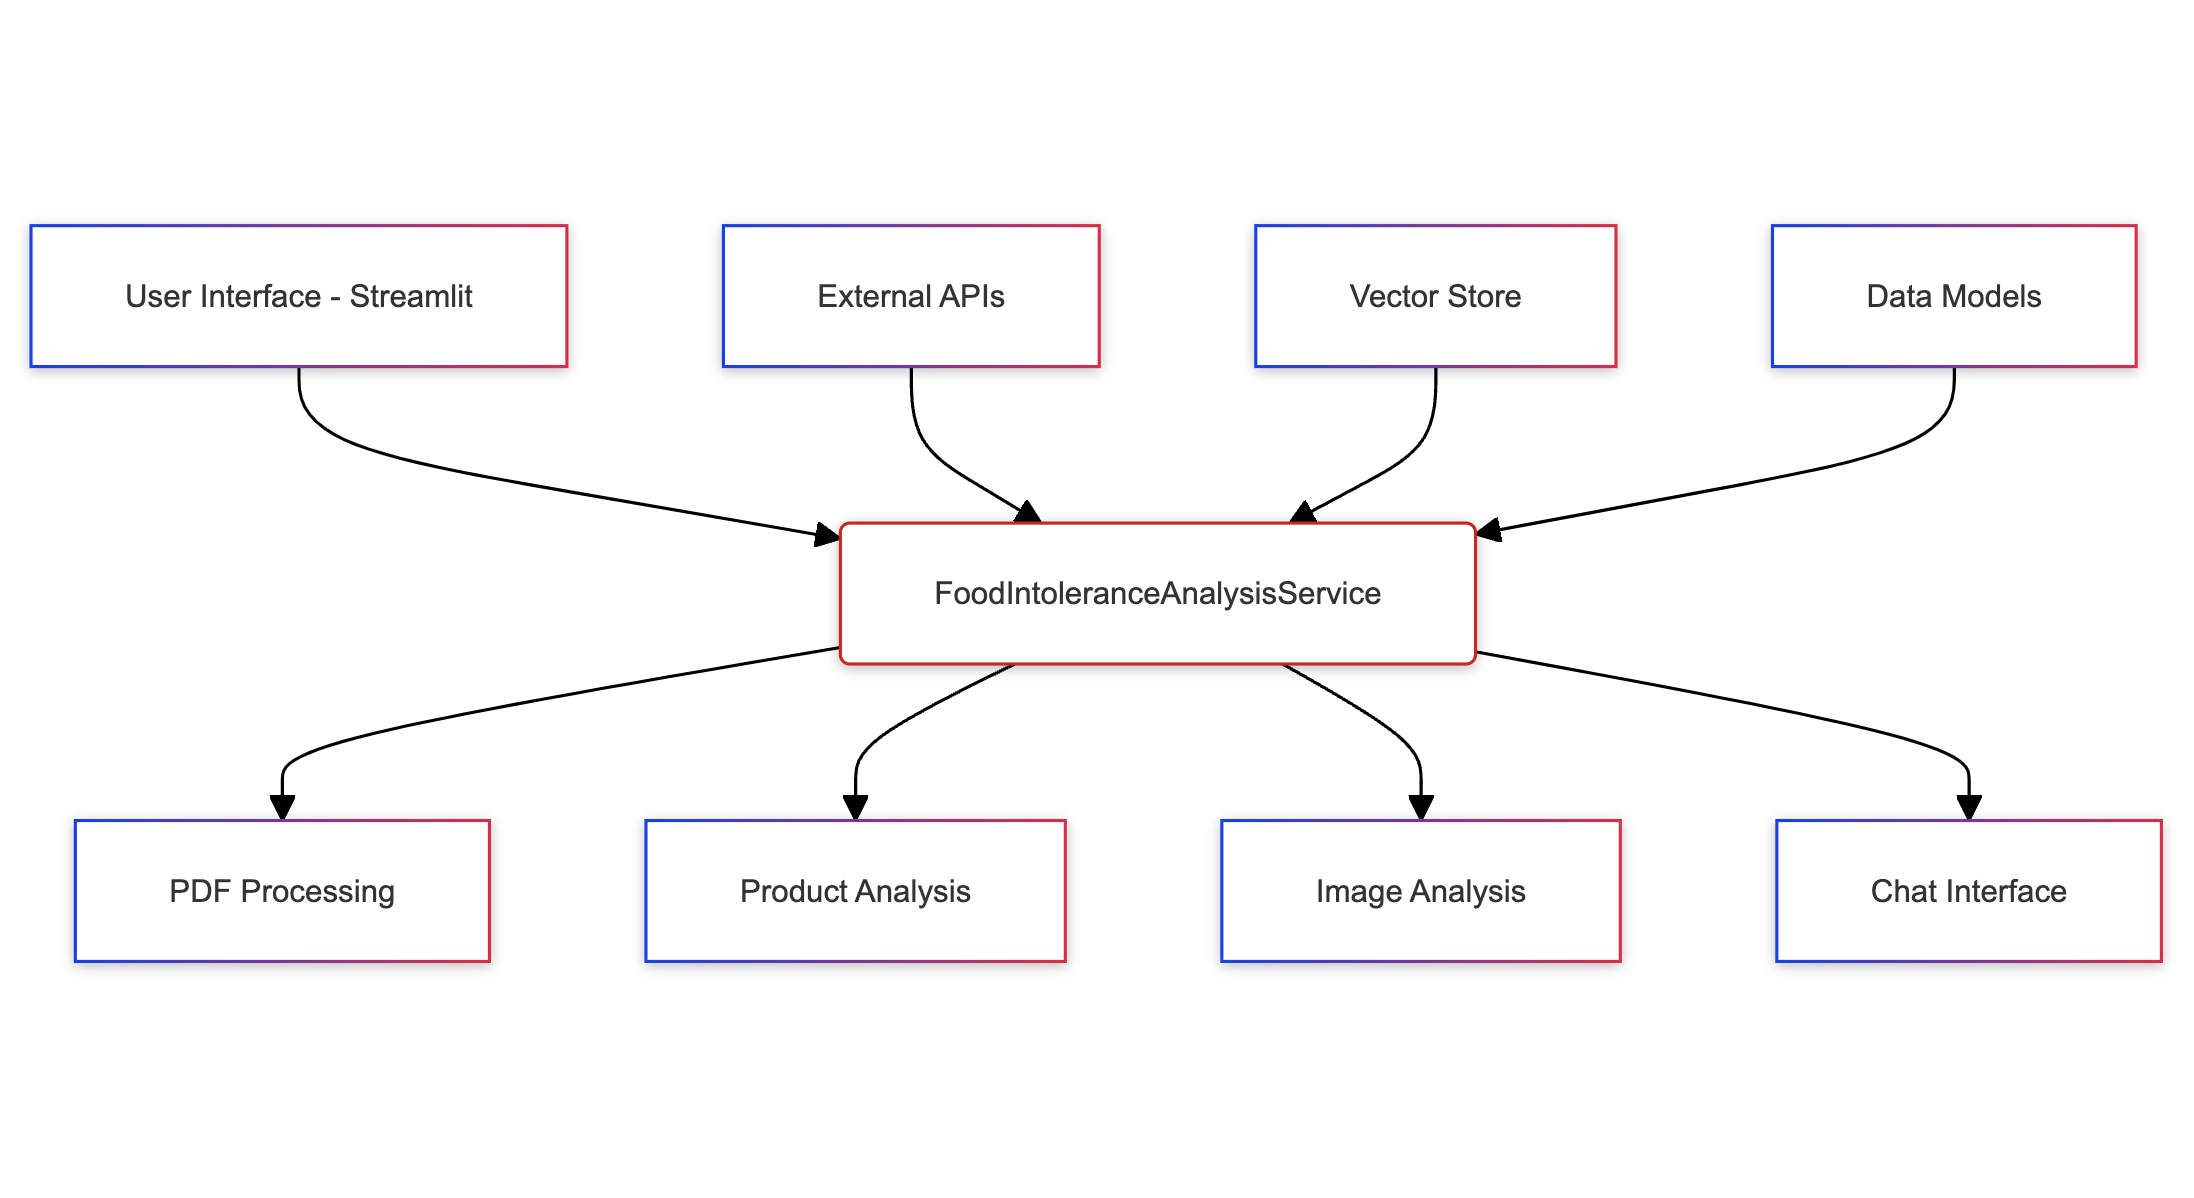 User Interface - Streamlit
External APIs
Vector Store
Data Models
FoodIntoleranceAnalysisService
PDF Processing
Product Analysis
Image Analysis
Chat Interface